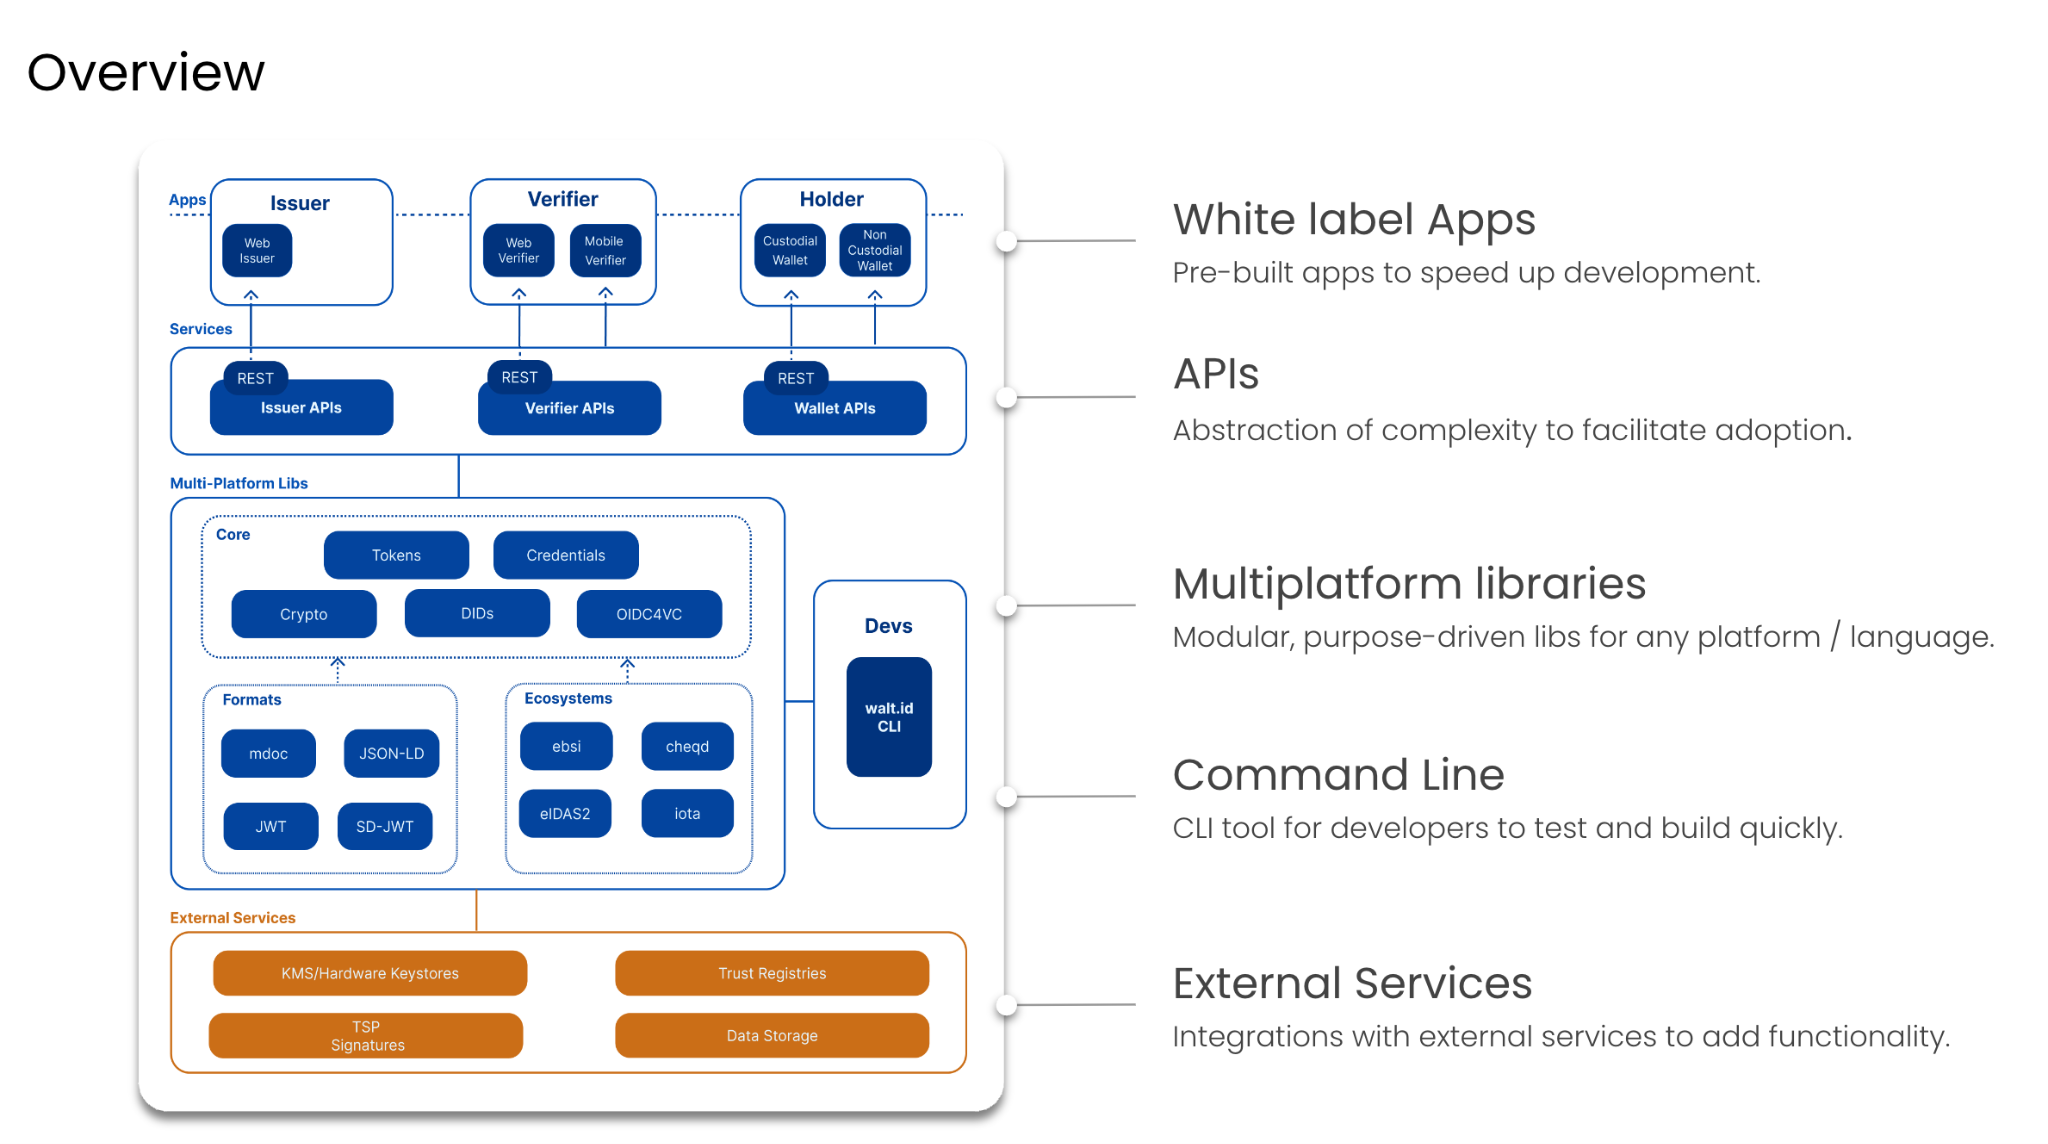 Overview
Apps
Issuer
Web
Issuer
Verifier
Web
Verifier
Mobile
Verifier
Holder
Custodial
Wallet
Non
Custodial
Wallet
Services
REST
Issuer APIs
REST
Verifier APIs
REST
Wallet APIs
Multi-Platform Libs
Core
Tokens
Credentials
Crypto
DIDs
OIDC4VC
Formats
mdoc
JSON-LD
JWT
SD-JWT
Ecosystems
ebsi
cheqd
eIDAS2
iota
Devs
walt.id
CLI
External Services
KMS/Hardware Keystores
Trust Registries
TSP
Signatures
Data Storage
White label Apps
Pre-built apps to speed up development.
APIs
Abstraction of complexity to facilitate adoption.
Multiplatform libraries
Modular, purpose-driven libs for any platform / language.
Command Line
CLI tool for developers to test and build quickly.
External Services
Integrations with external services to add functionality.